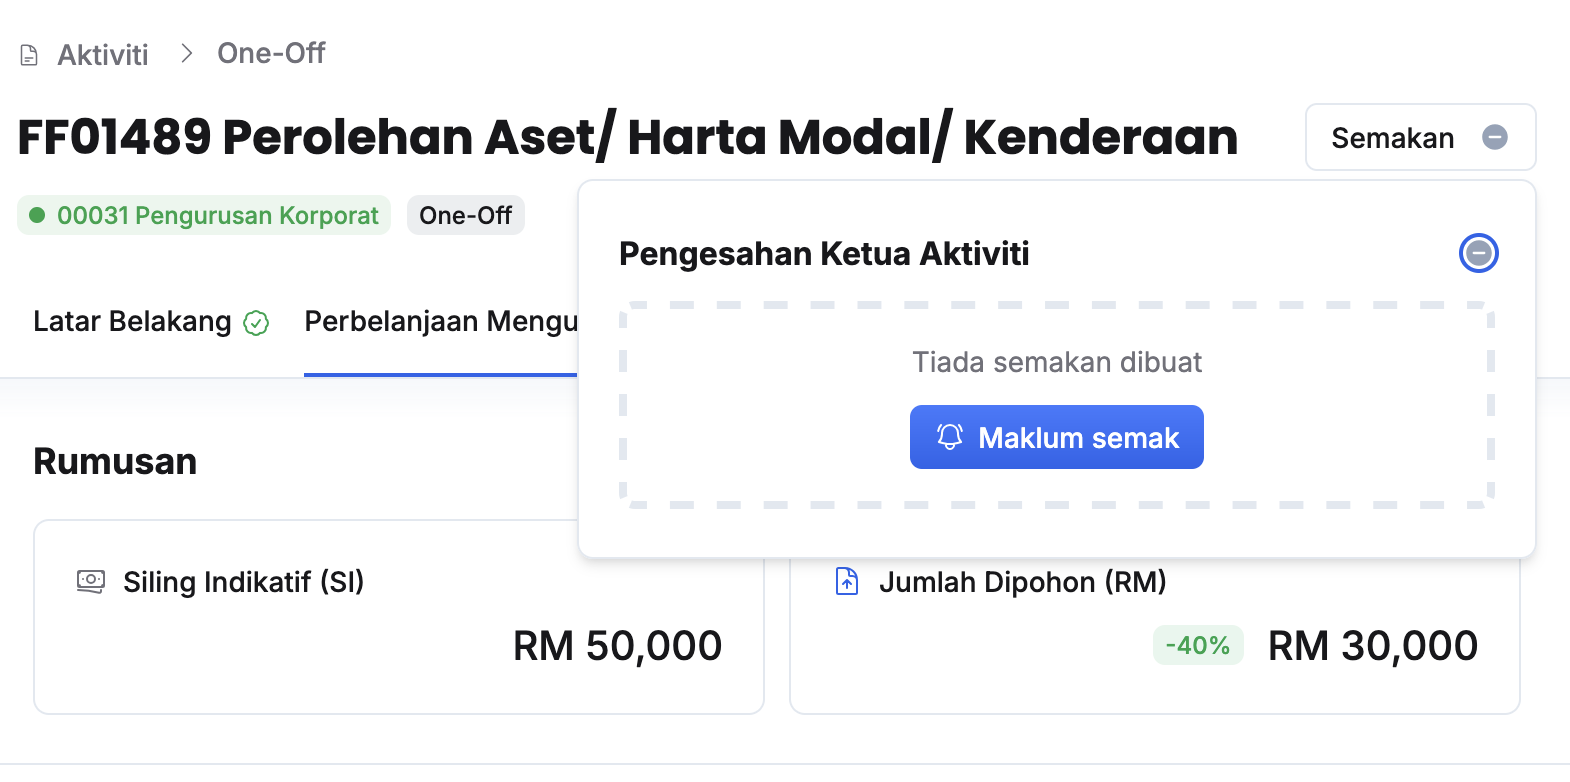 Aktiviti > One-Off
FF01489 Perolehan Aset/ Harta Modal/ Kenderaan
Semakan
00031 Pengurusan Korporat
One-Off
Pengesahan Ketua Aktiviti
Tiada semakan dibuat
Maklum semak
Latar Belakang
Perbelanjaan Mengu
Rumusan
Siling Indikatif (SI)
RM 50,000
Jumlah Dipohon (RM)
-40%
RM 30,000